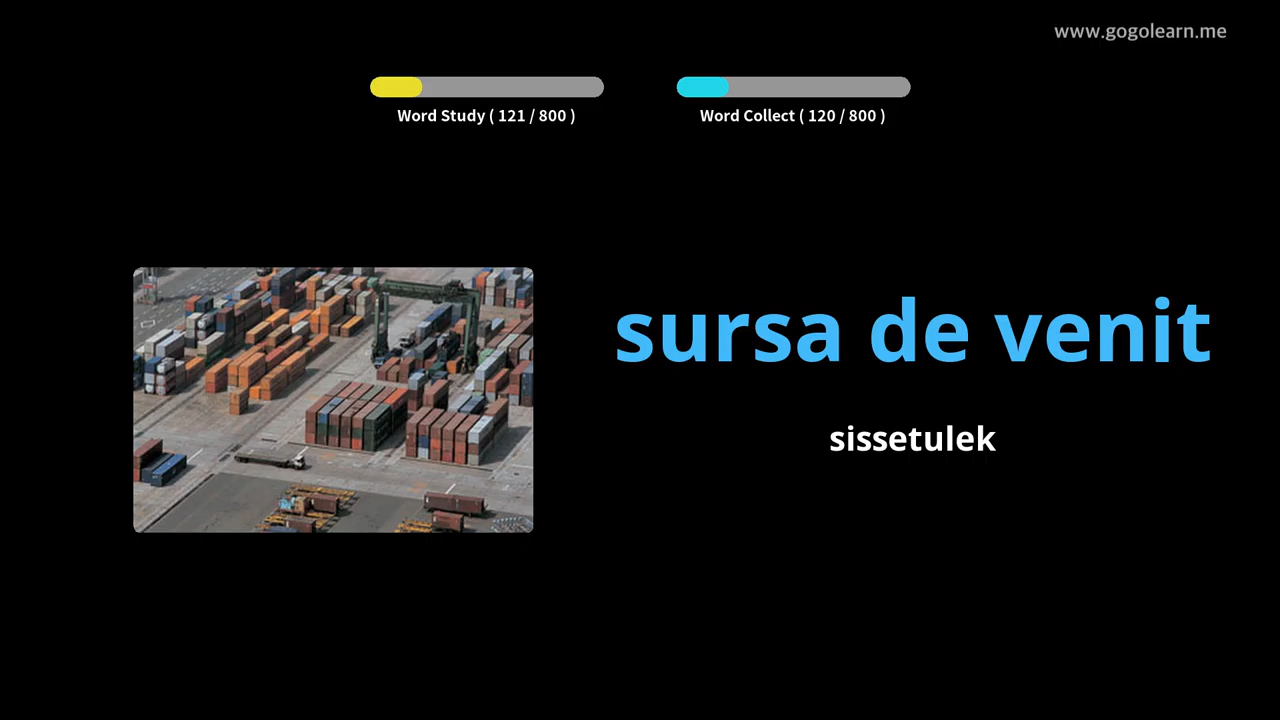 www.gogolearn.me
Word Study ( 121 / 800 )
Word Collect ( 120 / 800 )
sursa de venit
sissetulek